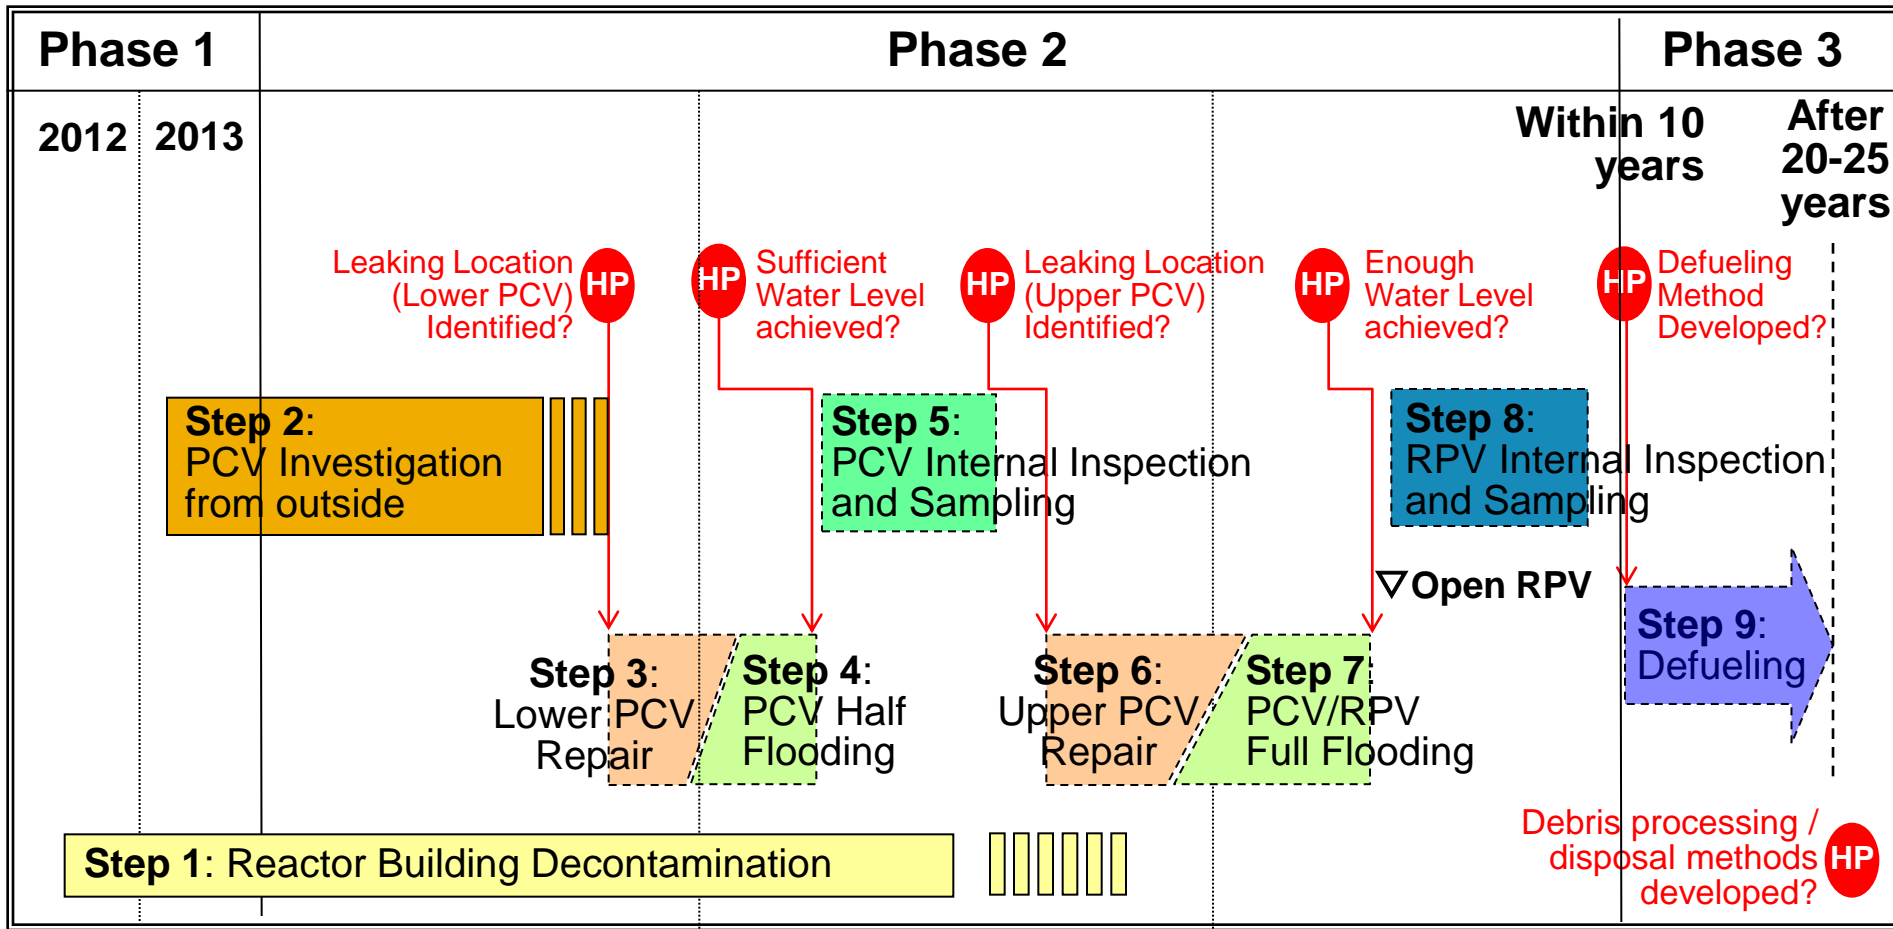 Phase 1
Phase 2
Phase 3
2012
2013
Within 10
years
After
20-25
years
Leaking Location
(Lower PCV)
Identified?
HP
HP
Sufficient
Water Level
achieved?
HP
Leaking Location
(Upper PCV)
Identified?
HP
Enough
Water Level
achieved?
HP
Defueling
Method
Developed?
Step 2:
PCV Investigation
from outside
Step 5:
PCV Internal Inspection
and Sampling
Step 8:
RPV Internal Inspection
and Sampling
▽Open RPV
Step 3:
Lower PCV
Repair
Step 4:
PCV Half
Flooding
Step 6:
Upper PCV
Repair
Step 7:
PCV/RPV
Full Flooding
Step 9:
Defueling
Step 1: Reactor Building Decontamination
Debris processing /
disposal methods
developed?
HP